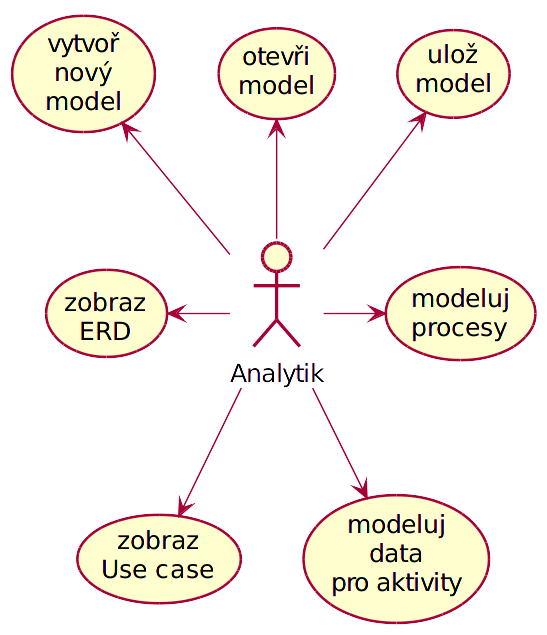 vytvoř
nový
model
otevři
model
ulož
model
zobraz
ERD
modeluj
procesy
Analytik
zobraz
Use case
modeluj
data
pro aktivity